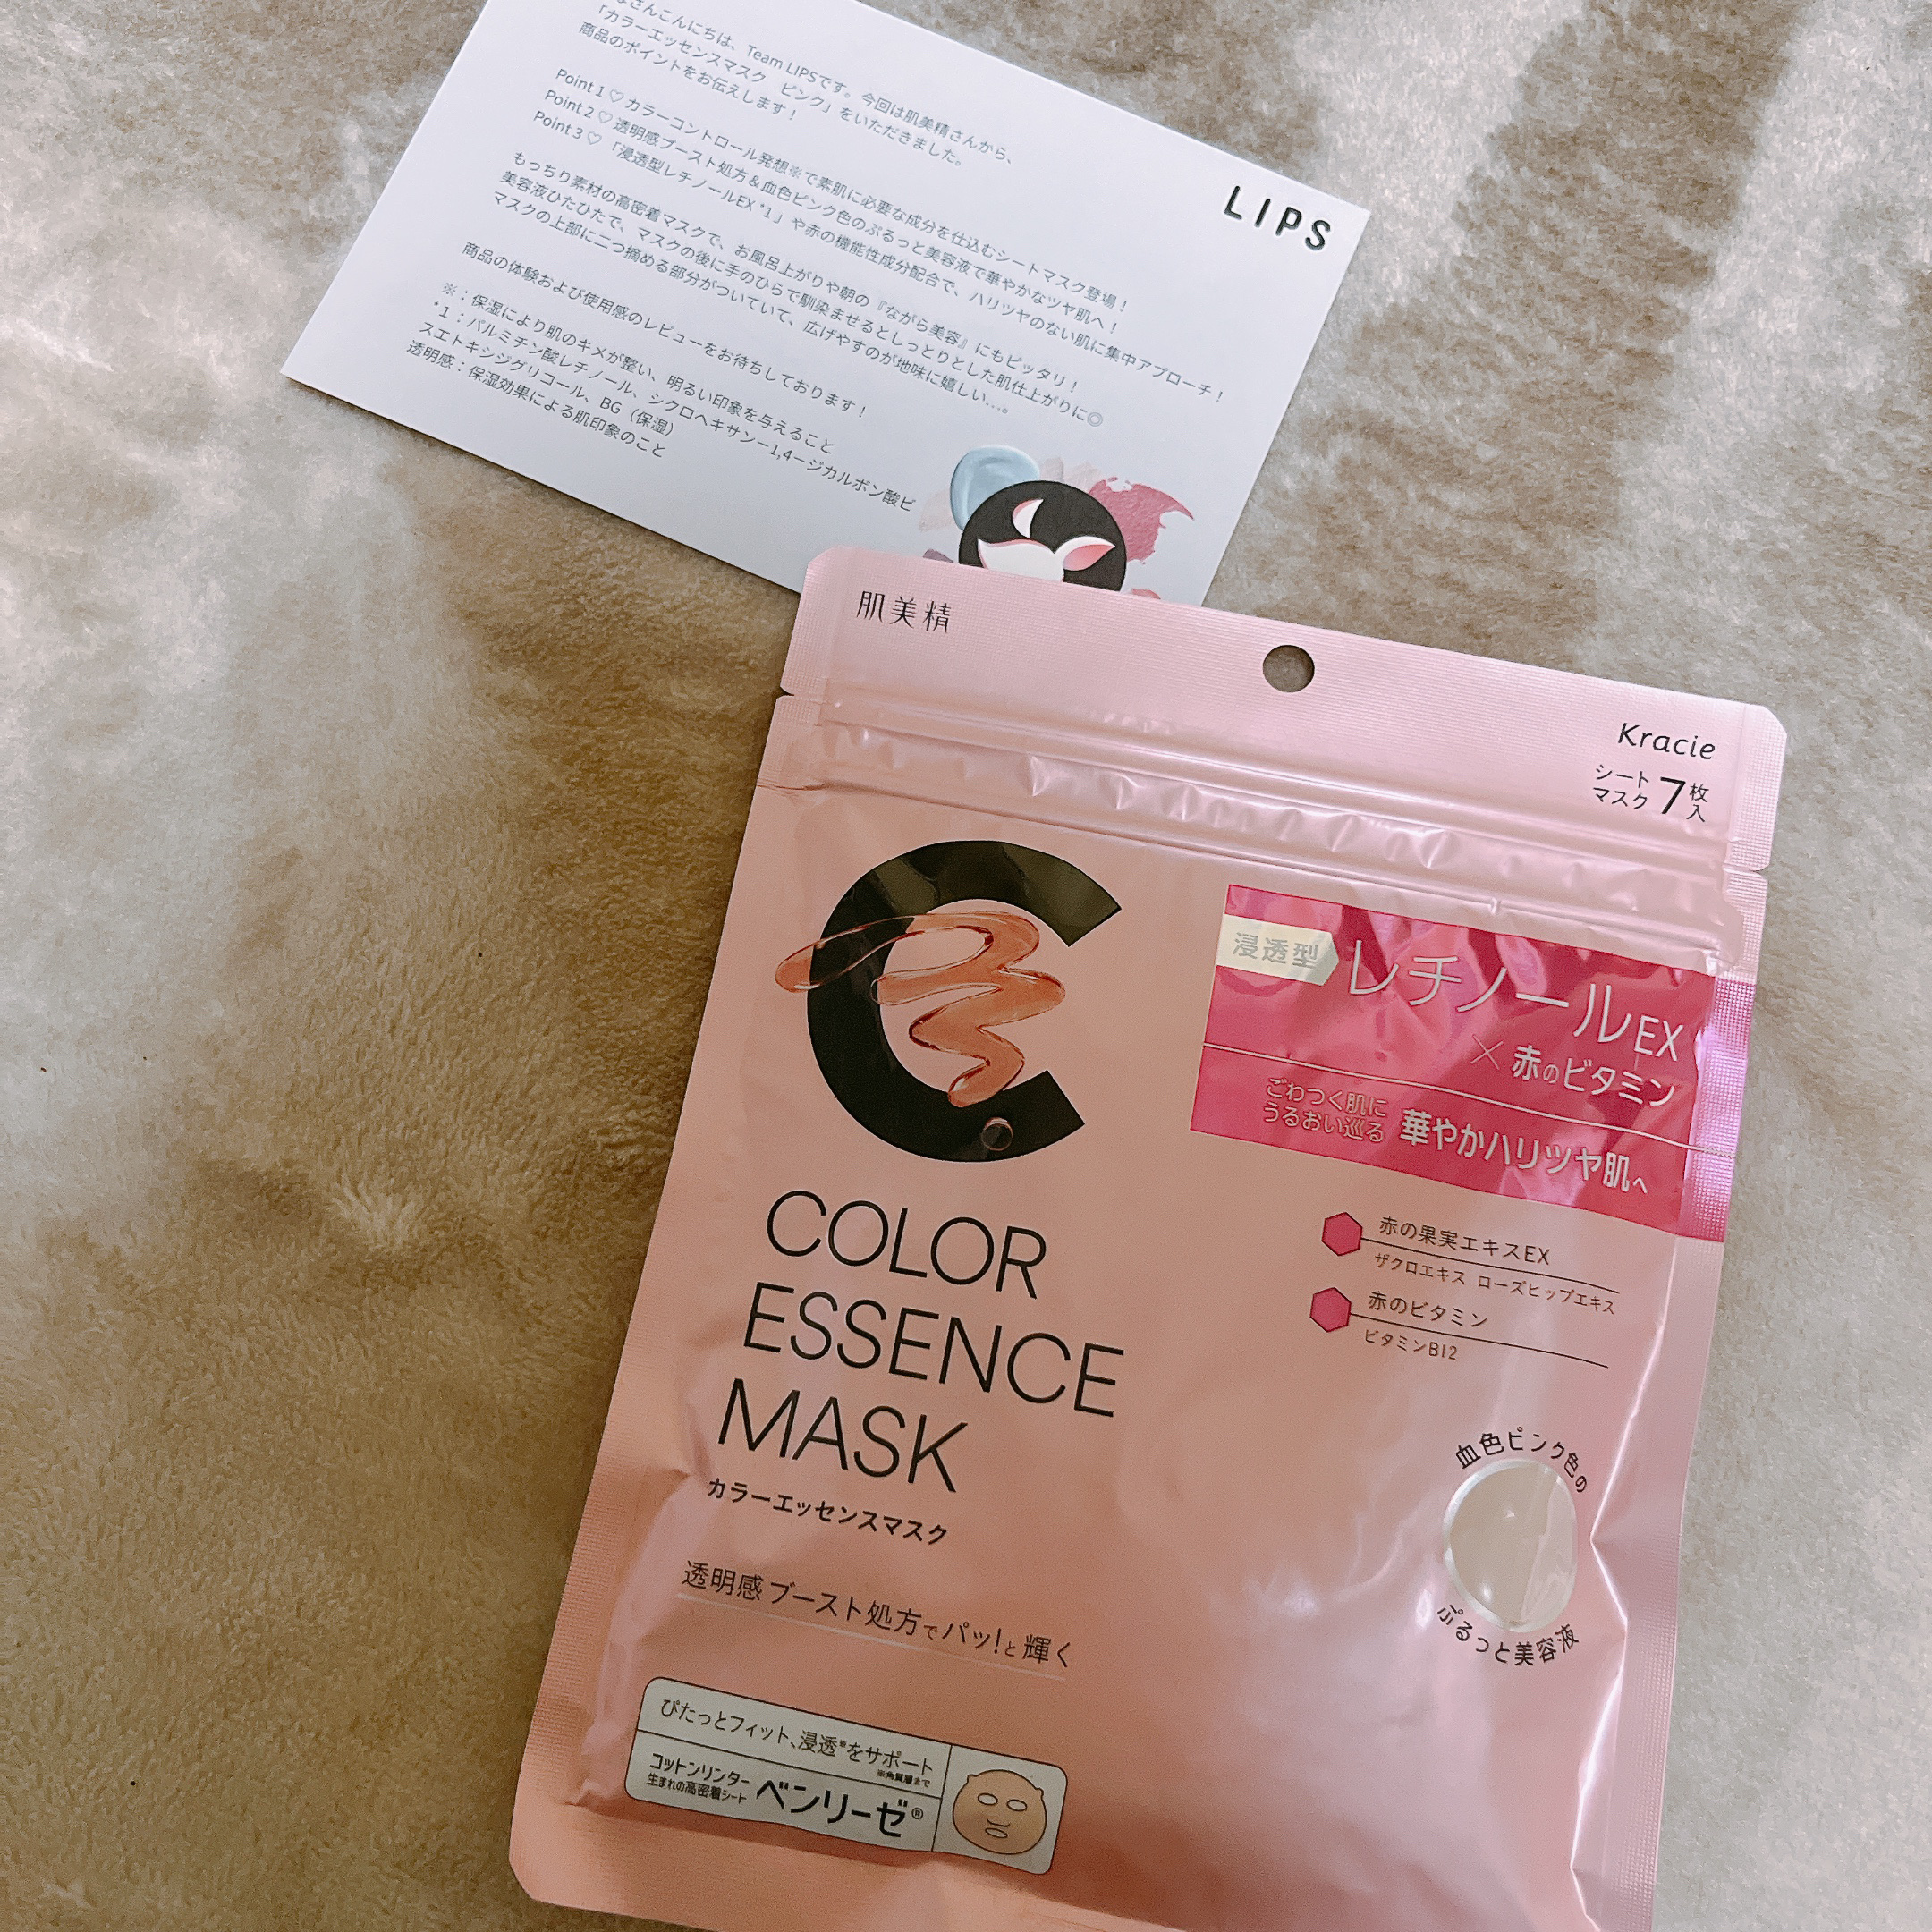 さんこんにちは、Team LIPSです。今回は肌美精さんから、
「カラーエッセンスマスク ピンク」をいただきました。
商品のポイントをお伝えします！
Point 1 ♡ カラーコントロール発想※で素肌に必要な成分を仕込むシートマスク登場！
Point 2 ♡ 透明感ブースト処方＆血色ピンク色のぷるっと美容液で華やかなツヤ肌へ！
Point 3 ♡ 「浸透型レチノールEX *1」や赤の機能性成分配合で、ハリツヤのない肌に集中アプローチ！
もっちり素材の高密着マスクで、お風呂上がりや朝の『ながら美容』にもピッタリ！
美容液ひたひたで、マスクの後に手のひらで馴染ませるとしっとりとした肌仕上がりに◎
マスクの上部に二つ摘める部分がついていて、広げやすのが地味に嬉しい…。
商品の体験および使用感のレビューをお待ちしております！
※：保湿により肌のキメが整い、明るい印象を与えること
*1：パルミチン酸レチノール、シクロヘキサン－1,4－ジカルボン酸ビ
スエトキシジグリコール、BG（保湿）
透明感：保湿効果による肌印象のこと
LIPS
肌美精
Kracie
シート
マスク 7枚入
C
浸透型 レチノールEX
× 赤のビタミン
ごわつく肌に
うるおい巡る 華やかハリツヤ肌へ
赤の果実エキスEX
ザクロエキス ローズヒップエキス
赤のビタミン
ビタミンB12
COLOR
ESSENCE
MASK
カラーエッセンスマスク
血色ピンク色の
ぷるっと美容液
透明感ブースト処方でパッ!と輝く
ぴたっとフィット、浸透※をサポート
※角質層まで
コットンリンター
生まれの高密着シート ベンリーゼ®